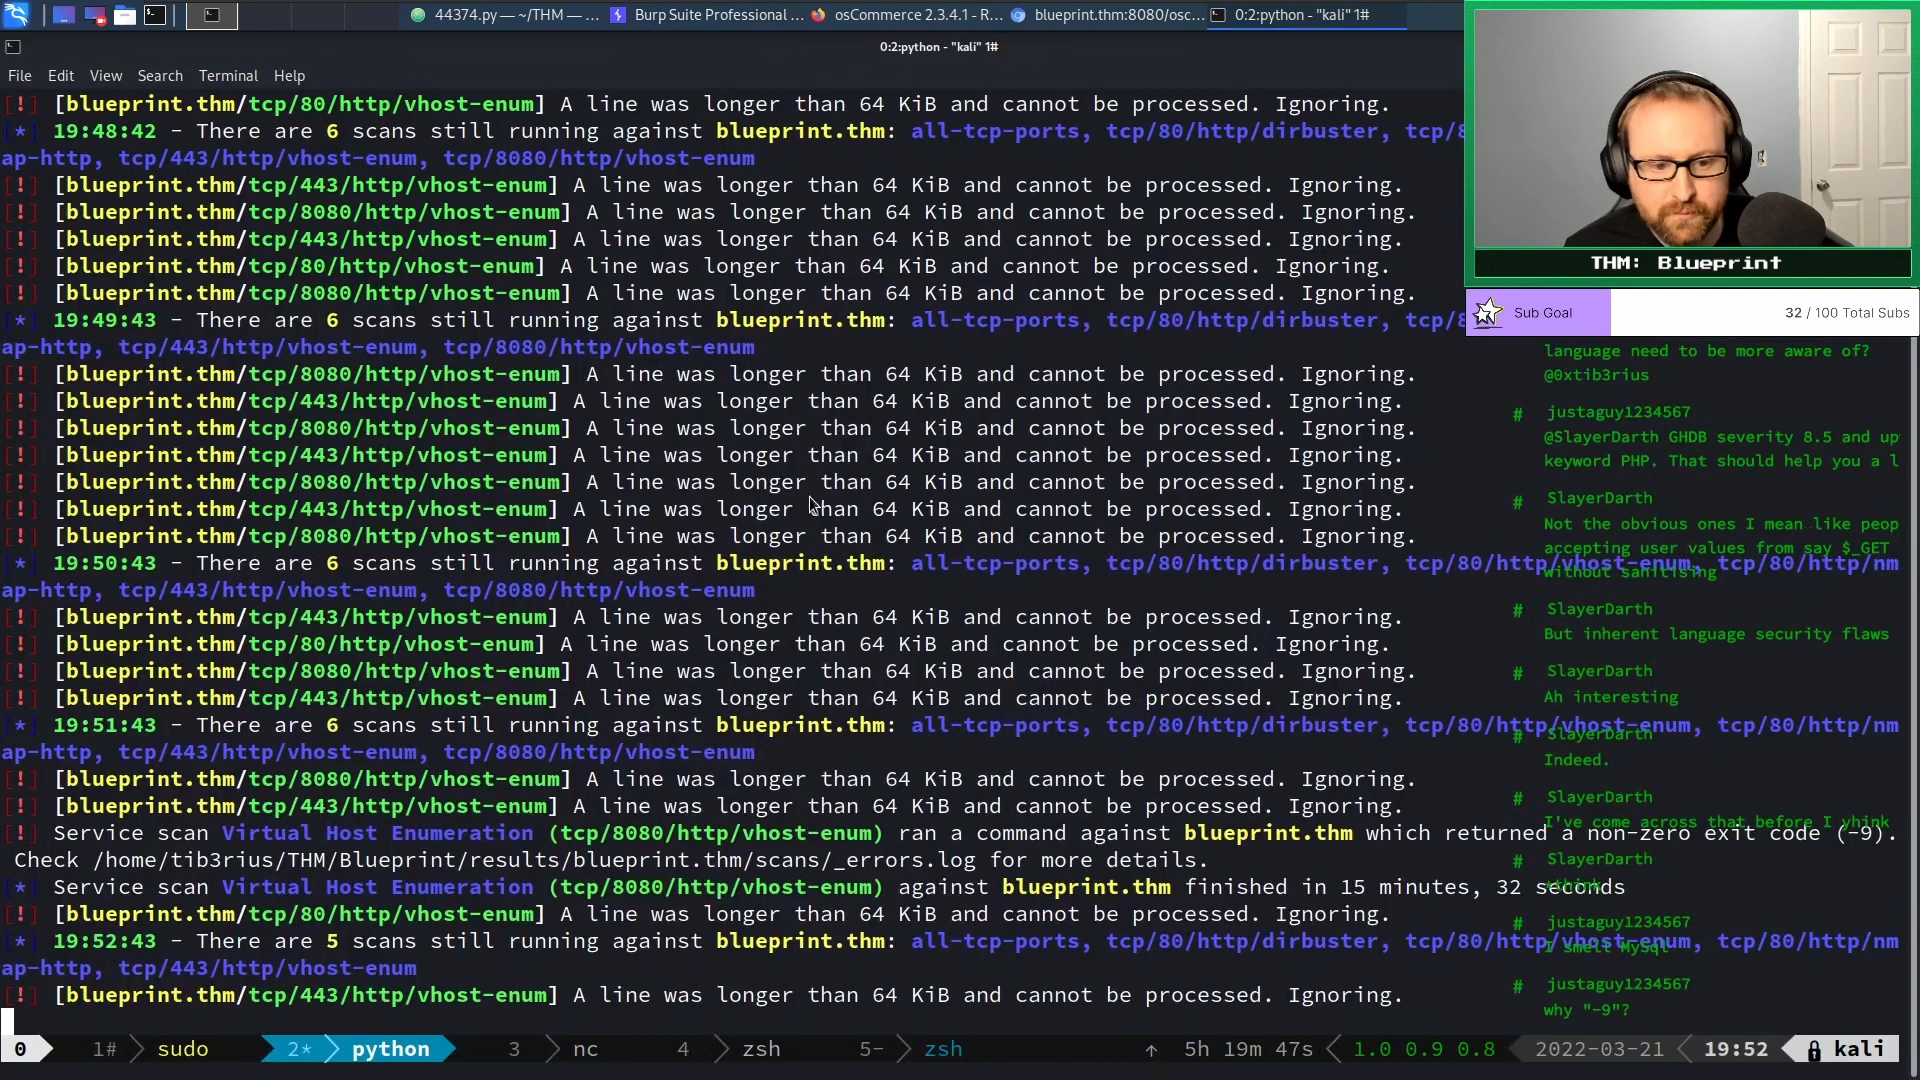 44374.py — ~/THM — ...
Burp Suite Professional ...
osCommerce 2.3.4.1 - R...
blueprint.thm:8080/osc...
0:2:python - "kali" 1#
0:2:python - "kali" 1#
File Edit View Search Terminal Help
[!] [blueprint.thm/tcp/80/http/vhost-enum] A line was longer than 64 KiB and cannot be processed. Ignoring.
[*] 19:48:42 - There are 6 scans still running against blueprint.thm: all-tcp-ports, tcp/80/http/dirbuster, tcp/8
ap-http, tcp/443/http/vhost-enum, tcp/8080/http/vhost-enum
[!] [blueprint.thm/tcp/443/http/vhost-enum] A line was longer than 64 KiB and cannot be processed. Ignoring.
[!] [blueprint.thm/tcp/8080/http/vhost-enum] A line was longer than 64 KiB and cannot be processed. Ignoring.
[!] [blueprint.thm/tcp/443/http/vhost-enum] A line was longer than 64 KiB and cannot be processed. Ignoring.
[!] [blueprint.thm/tcp/80/http/vhost-enum] A line was longer than 64 KiB and cannot be processed. Ignoring.
[!] [blueprint.thm/tcp/8080/http/vhost-enum] A line was longer than 64 KiB and cannot be processed. Ignoring.
[*] 19:49:43 - There are 6 scans still running against blueprint.thm: all-tcp-ports, tcp/80/http/dirbuster, tcp/8
ap-http, tcp/443/http/vhost-enum, tcp/8080/http/vhost-enum
[!] [blueprint.thm/tcp/8080/http/vhost-enum] A line was longer than 64 KiB and cannot be processed. Ignoring.
[!] [blueprint.thm/tcp/443/http/vhost-enum] A line was longer than 64 KiB and cannot be processed. Ignoring.
[!] [blueprint.thm/tcp/8080/http/vhost-enum] A line was longer than 64 KiB and cannot be processed. Ignoring.
[!] [blueprint.thm/tcp/443/http/vhost-enum] A line was longer than 64 KiB and cannot be processed. Ignoring.
[!] [blueprint.thm/tcp/8080/http/vhost-enum] A line was longer than 64 KiB and cannot be processed. Ignoring.
[!] [blueprint.thm/tcp/443/http/vhost-enum] A line was longer than 64 KiB and cannot be processed. Ignoring.
[!] [blueprint.thm/tcp/8080/http/vhost-enum] A line was longer than 64 KiB and cannot be processed. Ignoring.
[*] 19:50:43 - There are 6 scans still running against blueprint.thm: all-tcp-ports, tcp/80/http/dirbuster, tcp/80/http/vhost-enum, tcp/80/http/nm
ap-http, tcp/443/http/vhost-enum, tcp/8080/http/vhost-enum
[!] [blueprint.thm/tcp/443/http/vhost-enum] A line was longer than 64 KiB and cannot be processed. Ignoring.
[!] [blueprint.thm/tcp/80/http/vhost-enum] A line was longer than 64 KiB and cannot be processed. Ignoring.
[!] [blueprint.thm/tcp/8080/http/vhost-enum] A line was longer than 64 KiB and cannot be processed. Ignoring.
[!] [blueprint.thm/tcp/443/http/vhost-enum] A line was longer than 64 KiB and cannot be processed. Ignoring.
[*] 19:51:43 - There are 6 scans still running against blueprint.thm: all-tcp-ports, tcp/80/http/dirbuster, tcp/80/http/vhost-enum, tcp/80/http/nm
ap-http, tcp/443/http/vhost-enum, tcp/8080/http/vhost-enum
[!] [blueprint.thm/tcp/8080/http/vhost-enum] A line was longer than 64 KiB and cannot be processed. Ignoring.
[!] [blueprint.thm/tcp/443/http/vhost-enum] A line was longer than 64 KiB and cannot be processed. Ignoring.
[!] Service scan Virtual Host Enumeration (tcp/8080/http/vhost-enum) ran a command against blueprint.thm which returned a non-zero exit code (-9).
Check /home/tib3rius/THM/Blueprint/results/blueprint.thm/scans/_errors.log for more details.
[*] Service scan Virtual Host Enumeration (tcp/8080/http/vhost-enum) against blueprint.thm finished in 15 minutes, 32 seconds
[!] [blueprint.thm/tcp/80/http/vhost-enum] A line was longer than 64 KiB and cannot be processed. Ignoring.
[*] 19:52:43 - There are 5 scans still running against blueprint.thm: all-tcp-ports, tcp/80/http/dirbuster, tcp/80/http/vhost-enum, tcp/80/http/nm
ap-http, tcp/443/http/vhost-enum
[!] [blueprint.thm/tcp/443/http/vhost-enum] A line was longer than 64 KiB and cannot be processed. Ignoring.
THM: Blueprint
Sub Goal 32 / 100 Total Subs
language need to be more aware of?
@0xtib3rius
# justaguy1234567
@SlayerDarth GHDB severity 8.5 and up
keyword PHP. That should help you a l
# SlayerDarth
Not the obvious ones I mean like peop
accepting user values from say $_GET
without sanitising
# SlayerDarth
But inherent language security flaws
# SlayerDarth
Ah interesting
# SlayerDarth
Indeed.
# SlayerDarth
I've come across that before I yhink
# SlayerDarth
*think
# justaguy1234567
I smell MySql
# justaguy1234567
why "-9"?
0 1# sudo 2* python 3 nc 4 zsh 5- zsh ↑ 5h 19m 47s 1.0 0.9 0.8 2022-03-21 19:52 kali